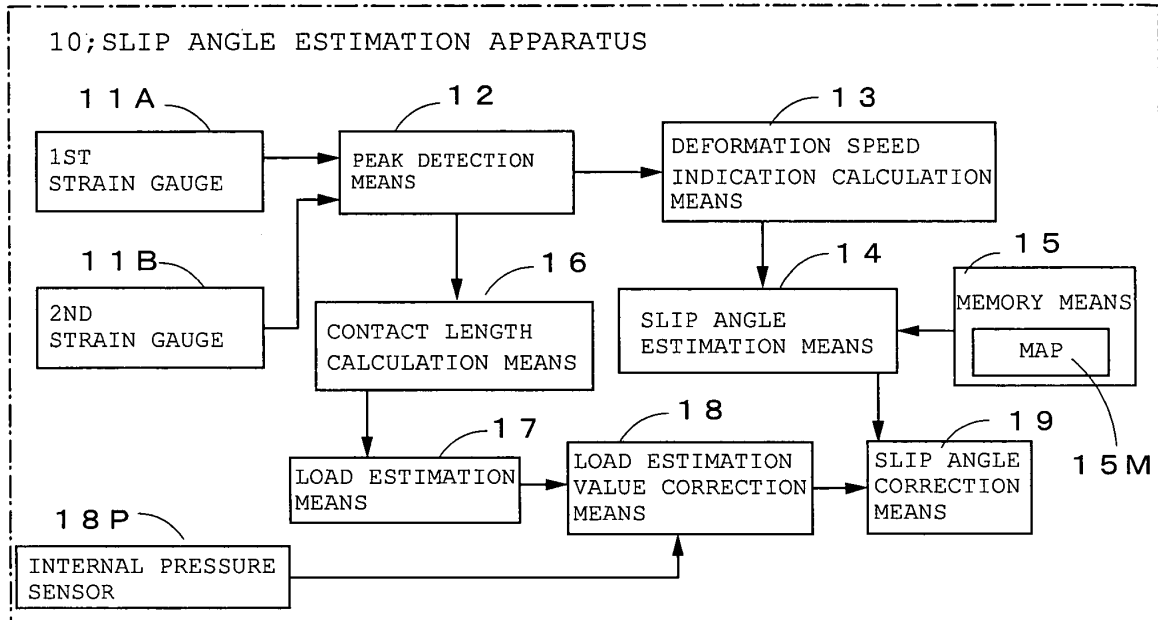 10;SLIP ANGLE ESTIMATION APPARATUS
11A
12
13
1ST
STRAIN GAUGE
PEAK DETECTION
MEANS
DEFORMATION SPEED
INDICATION CALCULATION
MEANS
11B
16
14
15
2ND
STRAIN GAUGE
CONTACT LENGTH
CALCULATION MEANS
SLIP ANGLE
ESTIMATION MEANS
MEMORY MEANS
MAP
15M
17
18
19
LOAD ESTIMATION
MEANS
LOAD ESTIMATION
VALUE CORRECTION
MEANS
SLIP ANGLE
CORRECTION
MEANS
18P
INTERNAL PRESSURE
SENSOR